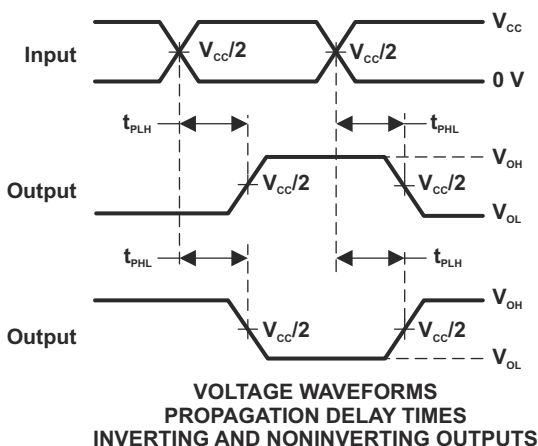 V_CC
Input V_CC/2 V_CC/2
0 V
t_PLH t_PHL
V_OH
Output V_CC/2 V_CC/2
V_OL
t_PHL t_PLH
V_OH
Output V_CC/2 V_CC/2
V_OL
VOLTAGE WAVEFORMS
PROPAGATION DELAY TIMES
INVERTING AND NONINVERTING OUTPUTS